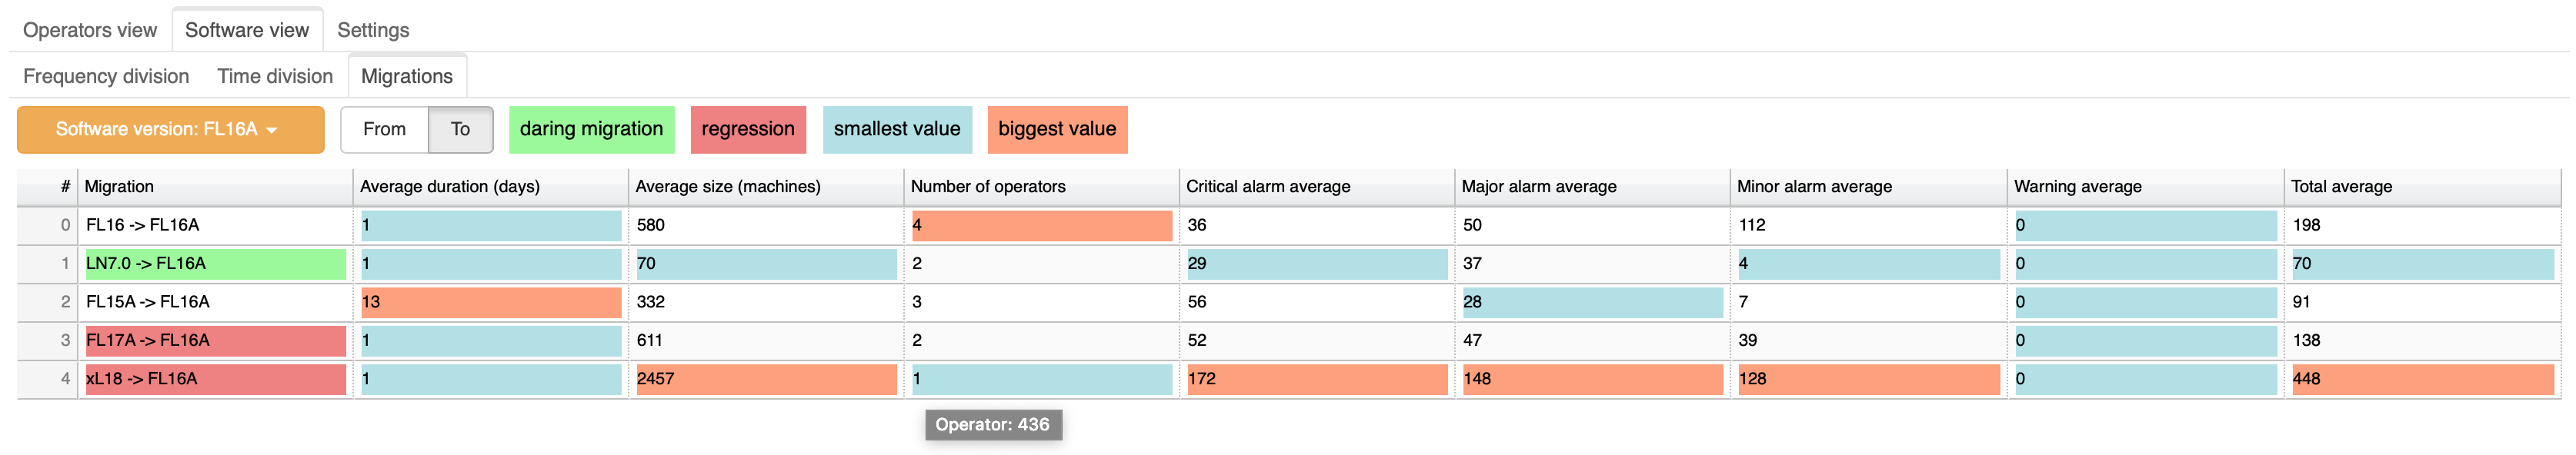 Operators view Software view Settings
Frequency division Time division Migrations
Software version: FL16A From To daring migration regression smallest value biggest value
# Migration Average duration (days) Average size (machines) Number of operators Critical alarm average Major alarm average Minor alarm average Warning average Total average
0 FL16 -> FL16A 1 580 4 36 50 112 0 198
1 LN7.0 -> FL16A 1 70 2 29 37 4 0 70
2 FL15A -> FL16A 13 332 3 56 28 7 0 91
3 FL17A -> FL16A 1 611 2 52 47 39 0 138
4 xL18 -> FL16A 1 2457 1 172 148 128 0 448
Operator: 436